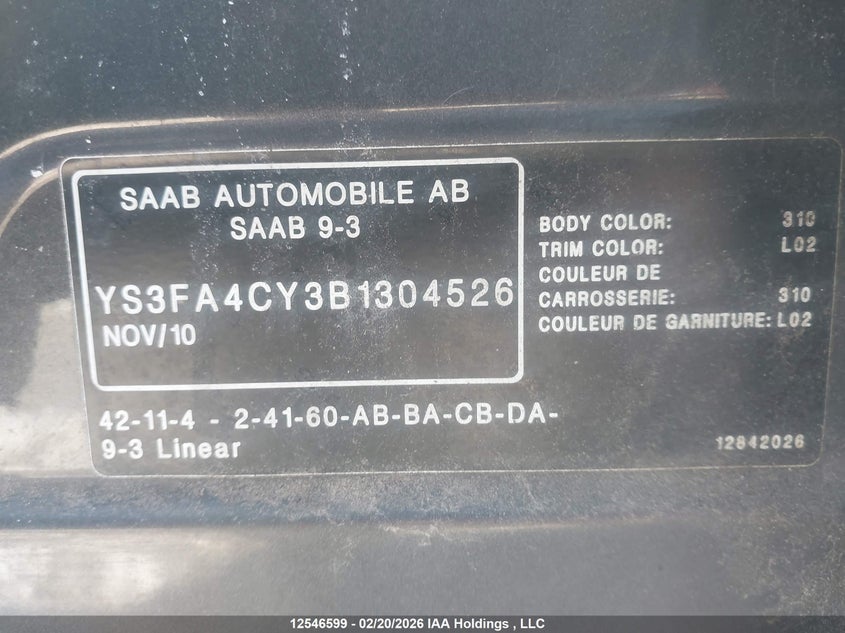 SAAB AUTOMOBILE AB
SAAB 9-3
YS3FA4CY3B1304526
NOV/10
BODY COLOR: 310
TRIM COLOR: L02
COULEUR DE
CARROSSERIE: 310
COULEUR DE GARNITURE: L02
42-11-4 - 2-41-60-AB-BA-CB-DA-
9-3 Linear
12842026
12546599 - 02/20/2026 IAA Holdings , LLC